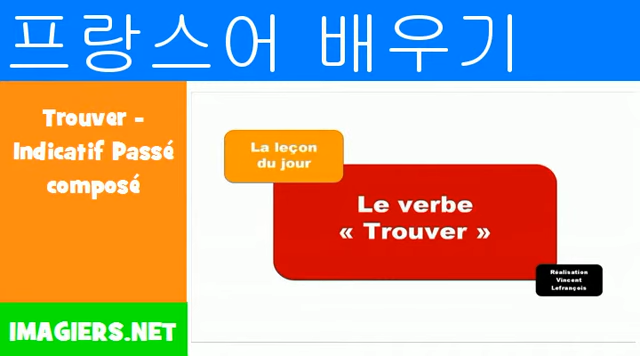 프랑스어 배우기
Trouver -
Indicatif Passé
composé
IMAGIERS.NET
La leçon
du jour
Le verbe
« Trouver »
Réalisation
Vincent
Lefrançois